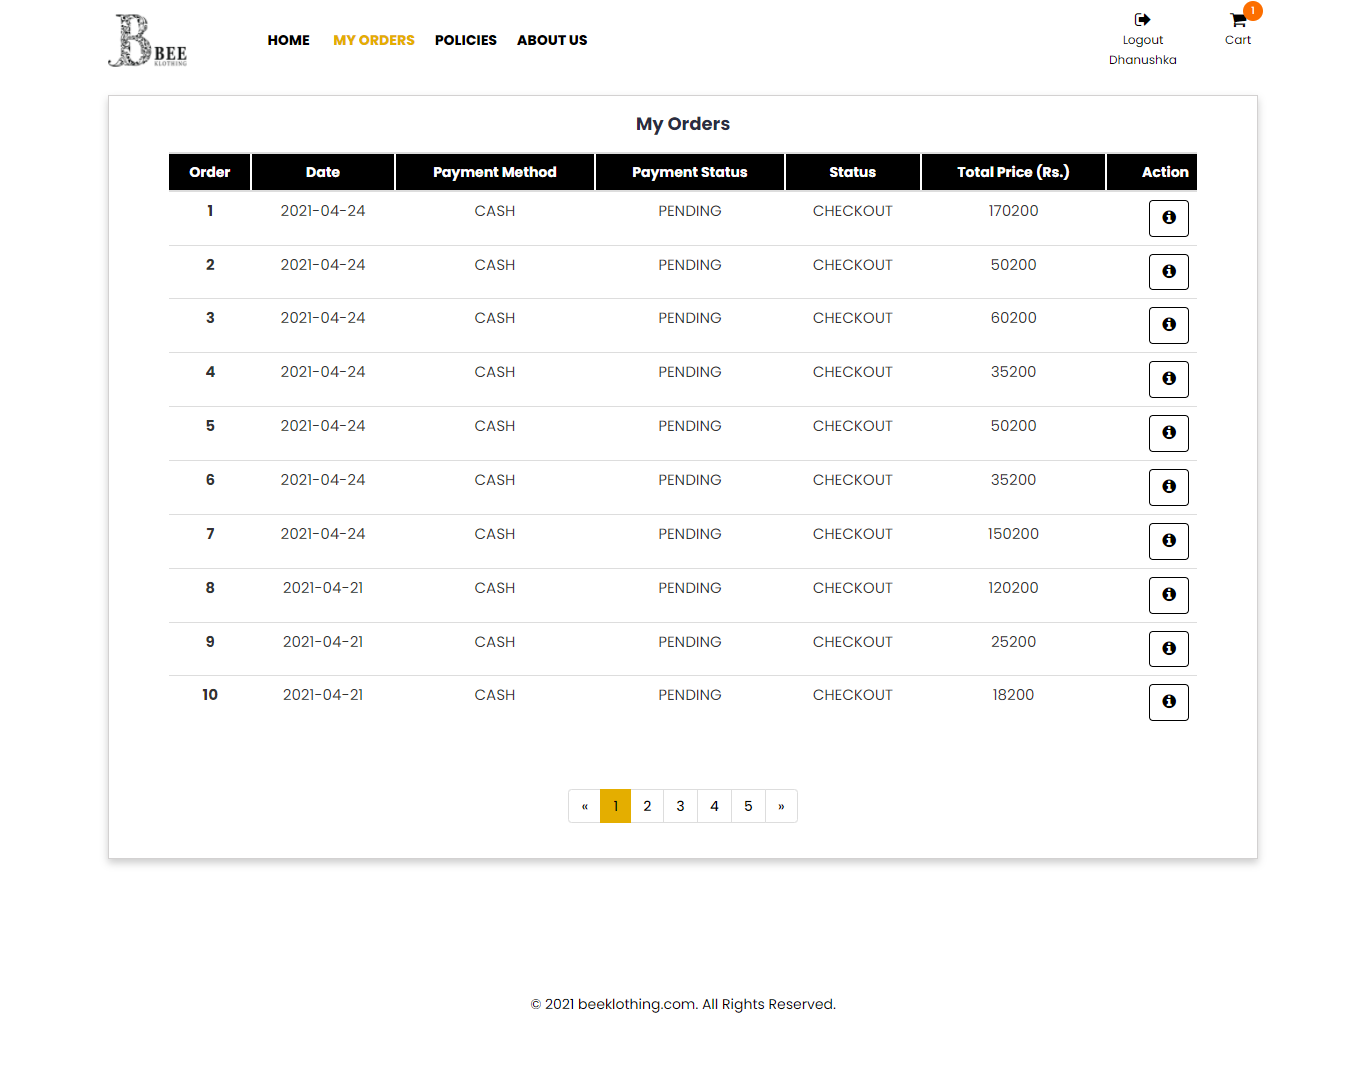 BBEE
KLOTHING
HOME MY ORDERS POLICIES ABOUT US
Logout
Dhanushka
1
Cart
My Orders
Order Date Payment Method Payment Status Status Total Price (Rs.) Action
1 2021-04-24 CASH PENDING CHECKOUT 170200
2 2021-04-24 CASH PENDING CHECKOUT 50200
3 2021-04-24 CASH PENDING CHECKOUT 60200
4 2021-04-24 CASH PENDING CHECKOUT 35200
5 2021-04-24 CASH PENDING CHECKOUT 50200
6 2021-04-24 CASH PENDING CHECKOUT 35200
7 2021-04-24 CASH PENDING CHECKOUT 150200
8 2021-04-21 CASH PENDING CHECKOUT 120200
9 2021-04-21 CASH PENDING CHECKOUT 25200
10 2021-04-21 CASH PENDING CHECKOUT 18200
« 1 2 3 4 5 »
© 2021 beeklothing.com. All Rights Reserved.